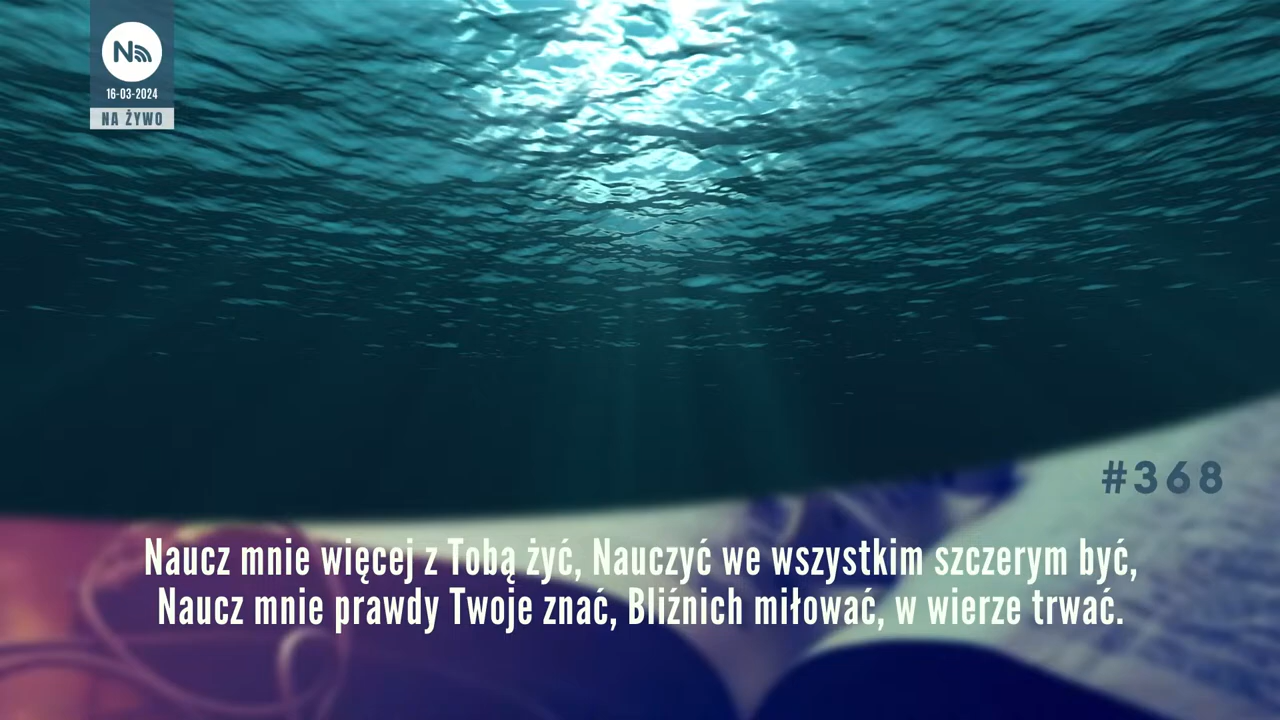 N
16-03-2024
NA ŻYWO
#368
Naucz mnie więcej z Tobą żyć, Nauczyć we wszystkim szczerym być,
Naucz mnie prawdy Twoje znać, Bliźnich miłować, w wierze trwać.